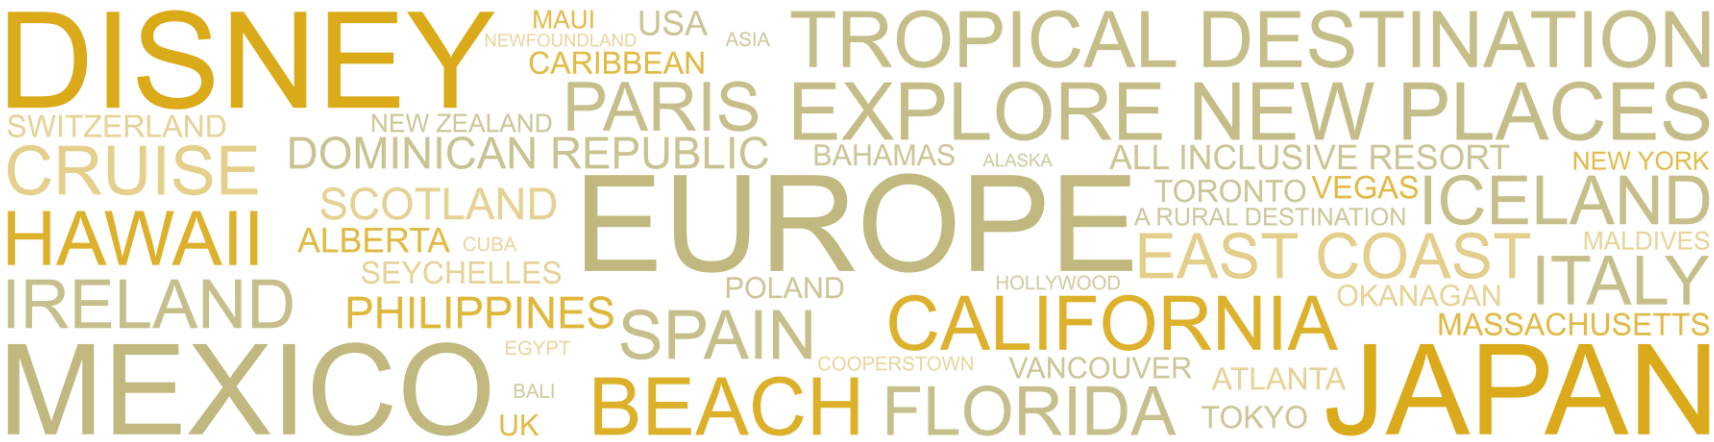 DISNEY
MAUI
USA
NEWFOUNDLAND
ASIA
CARIBBEAN
TROPICAL DESTINATION
PARIS
EXPLORE NEW PLACES
SWITZERLAND
NEW ZEALAND
DOMINICAN REPUBLIC
BAHAMAS
ALASKA
ALL INCLUSIVE RESORT
NEW YORK
CRUISE
SCOTLAND
EUROPE
TORONTO
VEGAS
ICELAND
A RURAL DESTINATION
HAWAII
ALBERTA
CUBA
EAST COAST
MALDIVES
SEYCHELLES
POLAND
HOLLYWOOD
ITALY
OKANAGAN
IRELAND
PHILIPPINES
SPAIN
CALIFORNIA
MASSACHUSETTS
MEXICO
EGYPT
COOPERSTOWN
VANCOUVER
ATLANTA
JAPAN
BALI
UK
BEACH
FLORIDA
TOKYO